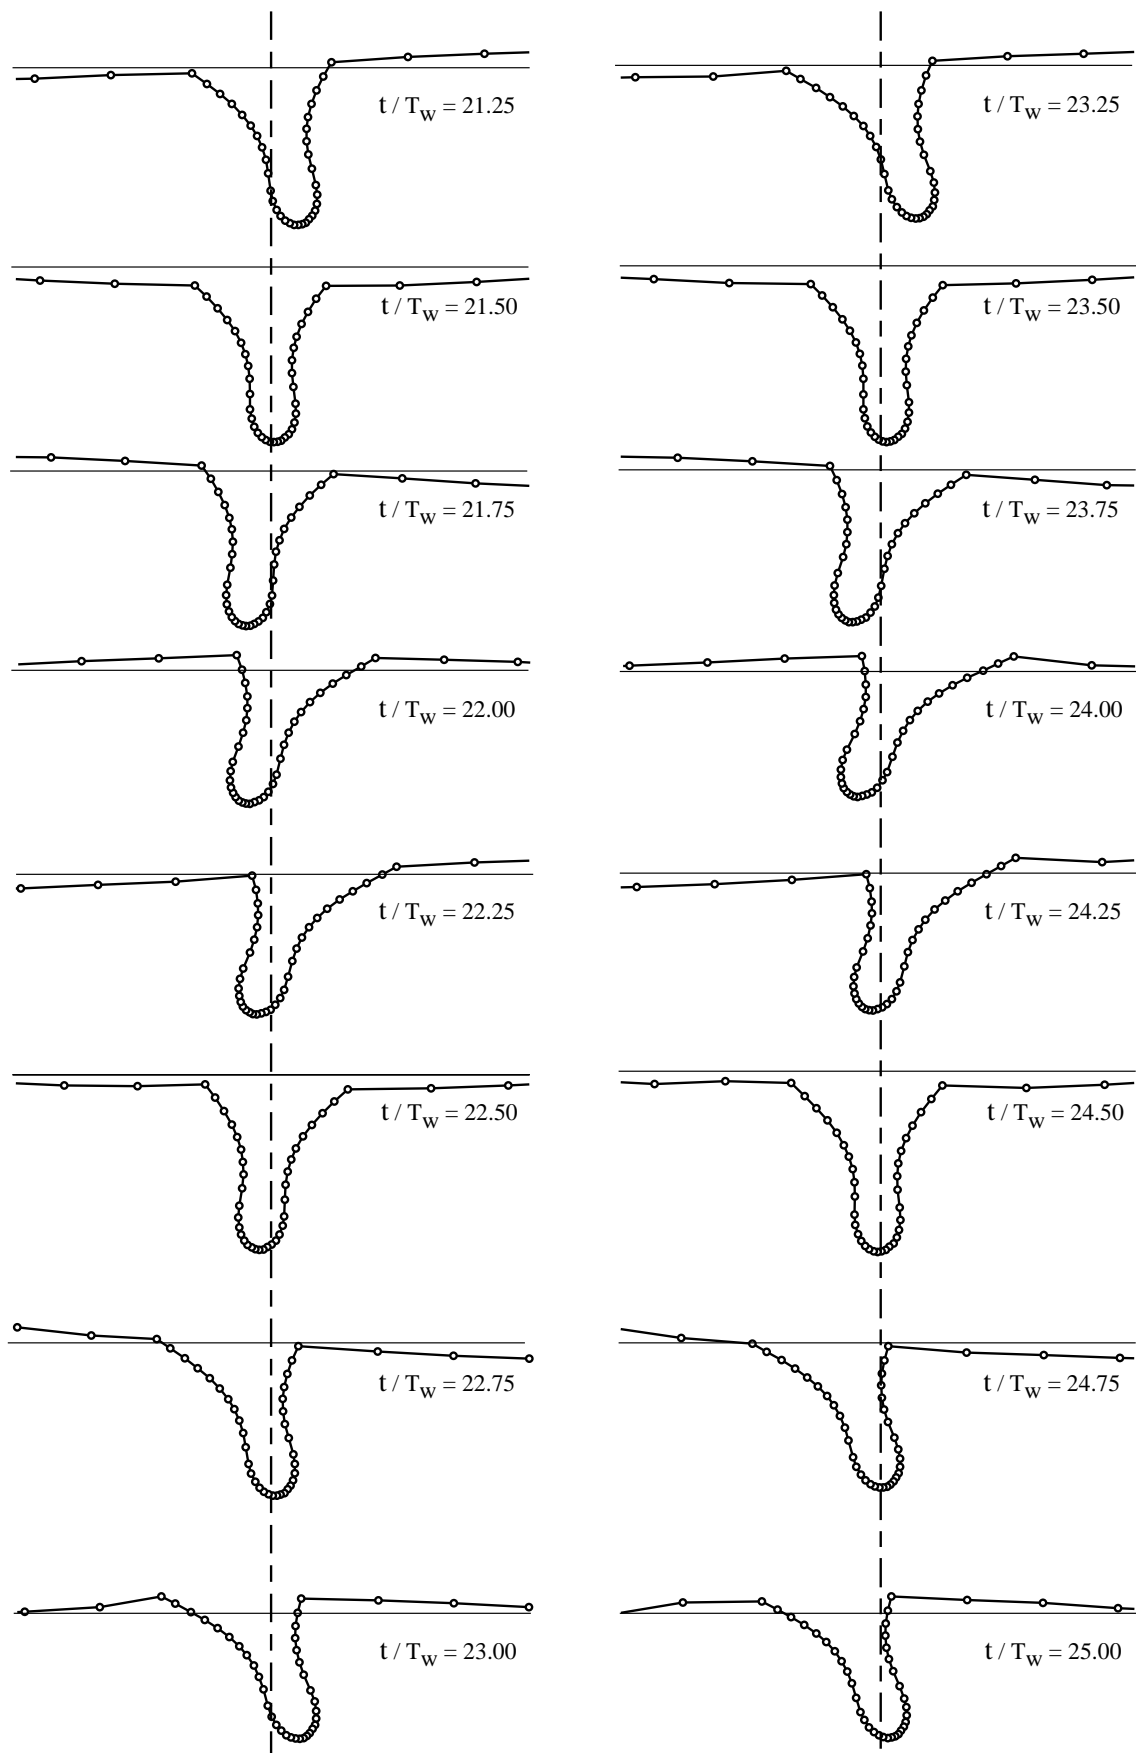 t / T_W = 21.25
t / T_W = 21.50
t / T_W = 21.75
t / T_W = 22.00
t / T_W = 22.25
t / T_W = 22.50
t / T_W = 22.75
t / T_W = 23.00
t / T_W = 23.25
t / T_W = 23.50
t / T_W = 23.75
t / T_W = 24.00
t / T_W = 24.25
t / T_W = 24.50
t / T_W = 24.75
t / T_W = 25.00